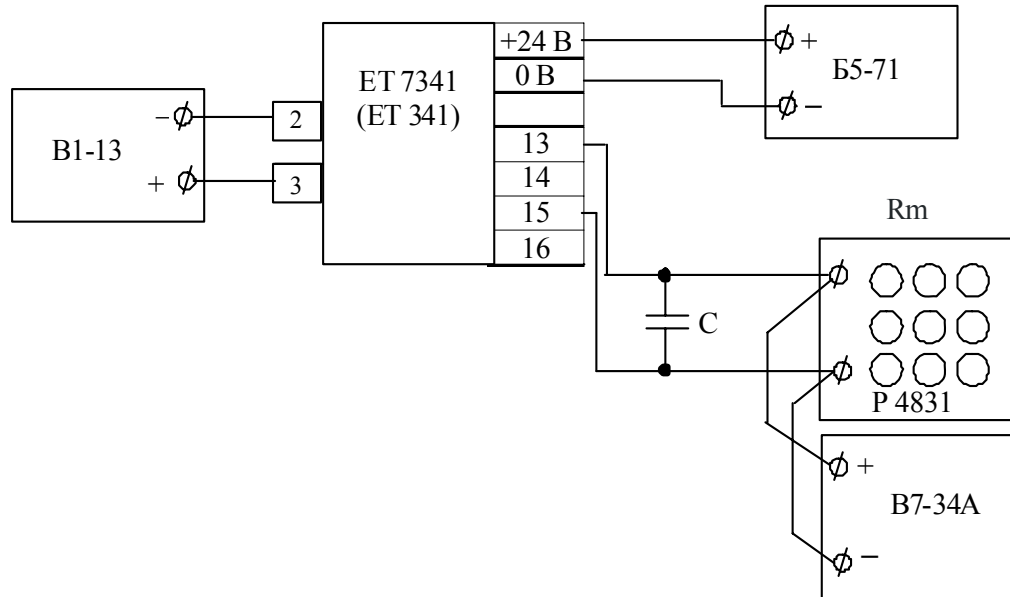 В1-13
−
+
2
3
ЕТ 7341
(ЕТ 341)
+24 В
0 В
13
14
15
16
+
−
Б5-71
С
Rm
Р 4831
+
−
В7-34А